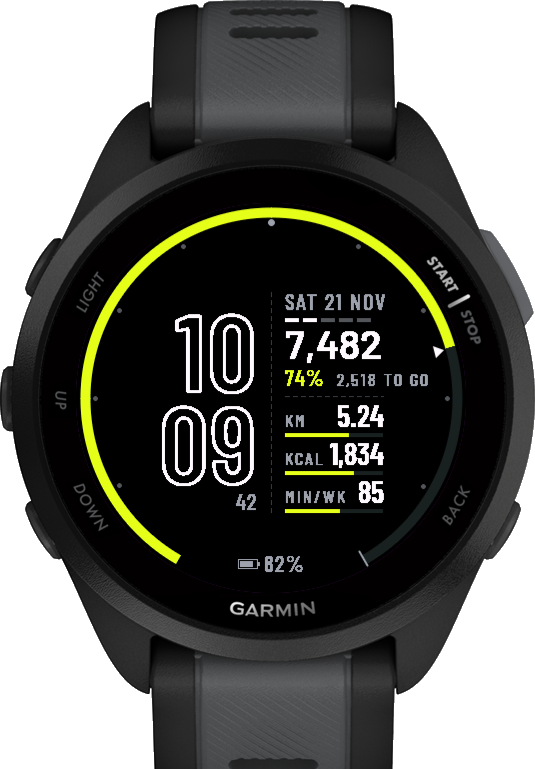 START
STOP
LIGHT
UP
DOWN
BACK
10
09
42
SAT 21 NOV
7,482
74% 2,518 TO GO
KM 5.24
KCAL 1,834
MIN/WK 85
82%
GARMIN